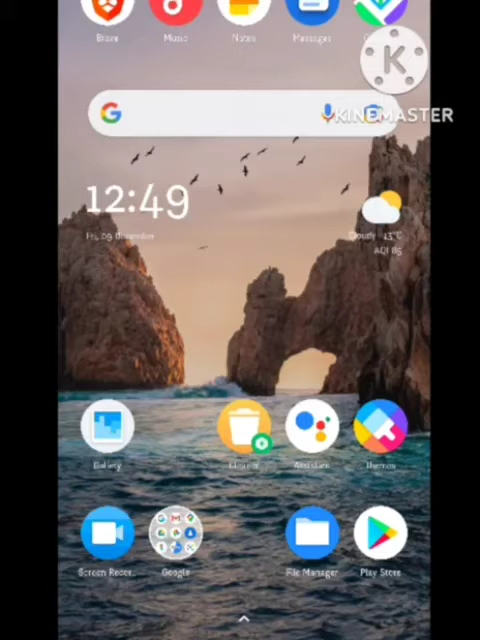 Brave Music Notes Messages
KINEMASTER
12:49
Fri, 09 December
Cloudy 13°C
AQI 85
Gallery Cleaner Assistant Themes
Screen Recor.. Google File Manager Play Store